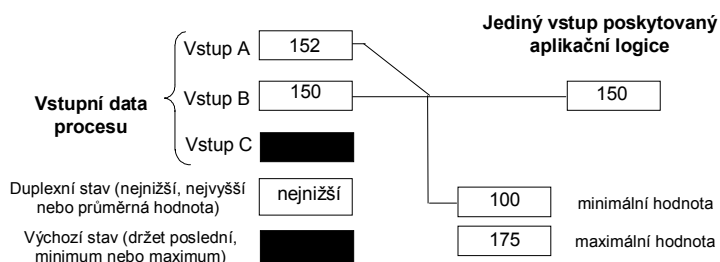 Jediný vstup poskytovaný
aplikační logice
Vstupní data
procesu
Vstup A
152
Vstup B
150
150
Vstup C
Duplexní stav (nejnižší, nejvyšší
nebo průměrná hodnota)
nejnižší
100
minimální hodnota
Výchozí stav (držet poslední,
minimum nebo maximum)
175
maximální hodnota